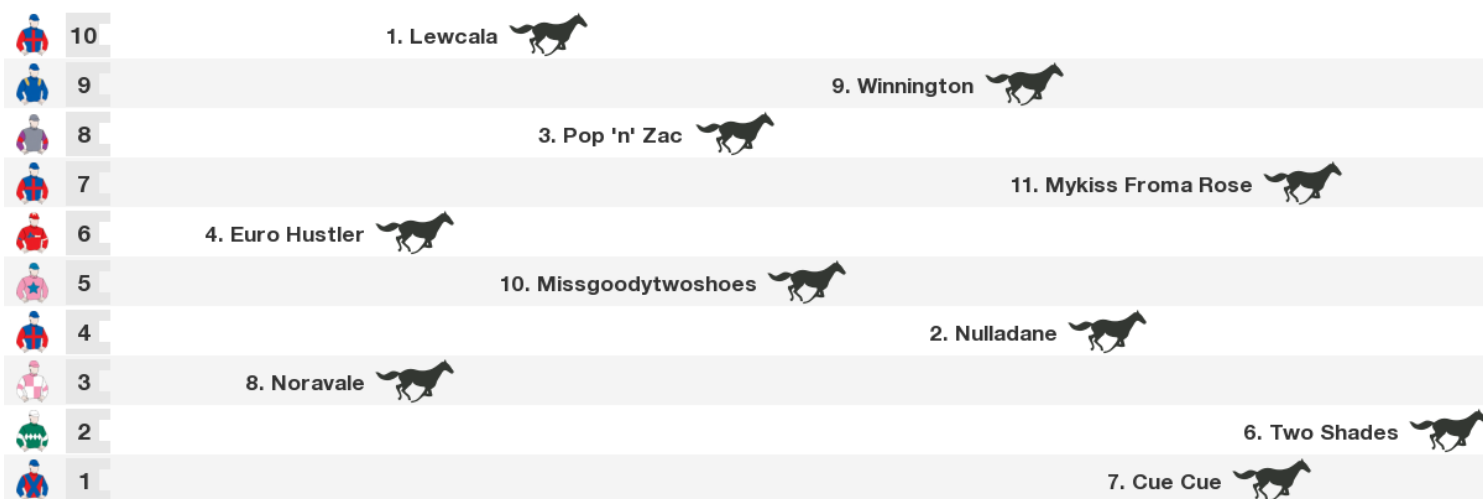 10 1. Lewcala
9 9. Winnington
8 3. Pop 'n' Zac
7 11. Mykiss Froma Rose
6 4. Euro Hustler
5 10. Missgoodytwoshoes
4 2. Nulladane
3 8. Noravale
2 6. Two Shades
1 7. Cue Cue